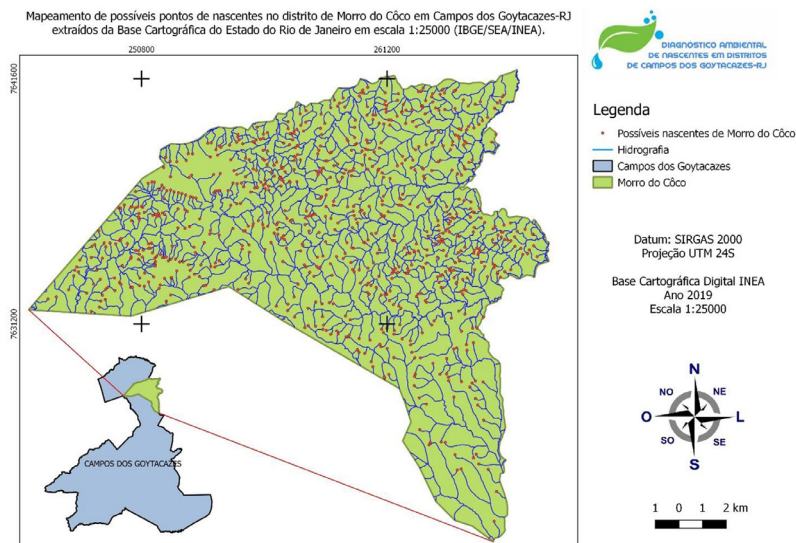 Mapeamento de possíveis pontos de nascentes no distrito de Morro do Côco em Campos dos Goytacazes-RJ
extraídos da Base Cartográfica do Estado do Rio de Janeiro em escala 1:25000 (IBGE/SEA/INEA).
DIAGNÓSTICO AMBIENTAL
DE NASCENTES EM DISTRITOS
DE CAMPOS DOS GOYTACAZES-RJ
250800
261200
7641600
7631200
Legenda
Possíveis nascentes de Morro do Côco
Hidrografia
Campos dos Goytacazes
Morro do Côco
Datum: SIRGAS 2000
Projeção UTM 24S
Base Cartográfica Digital INEA
Ano 2019
Escala 1:25000
N
NO
NE
O
L
SO
SE
S
CAMPOS DOS GOYTACAZES
1 0 1 2 km